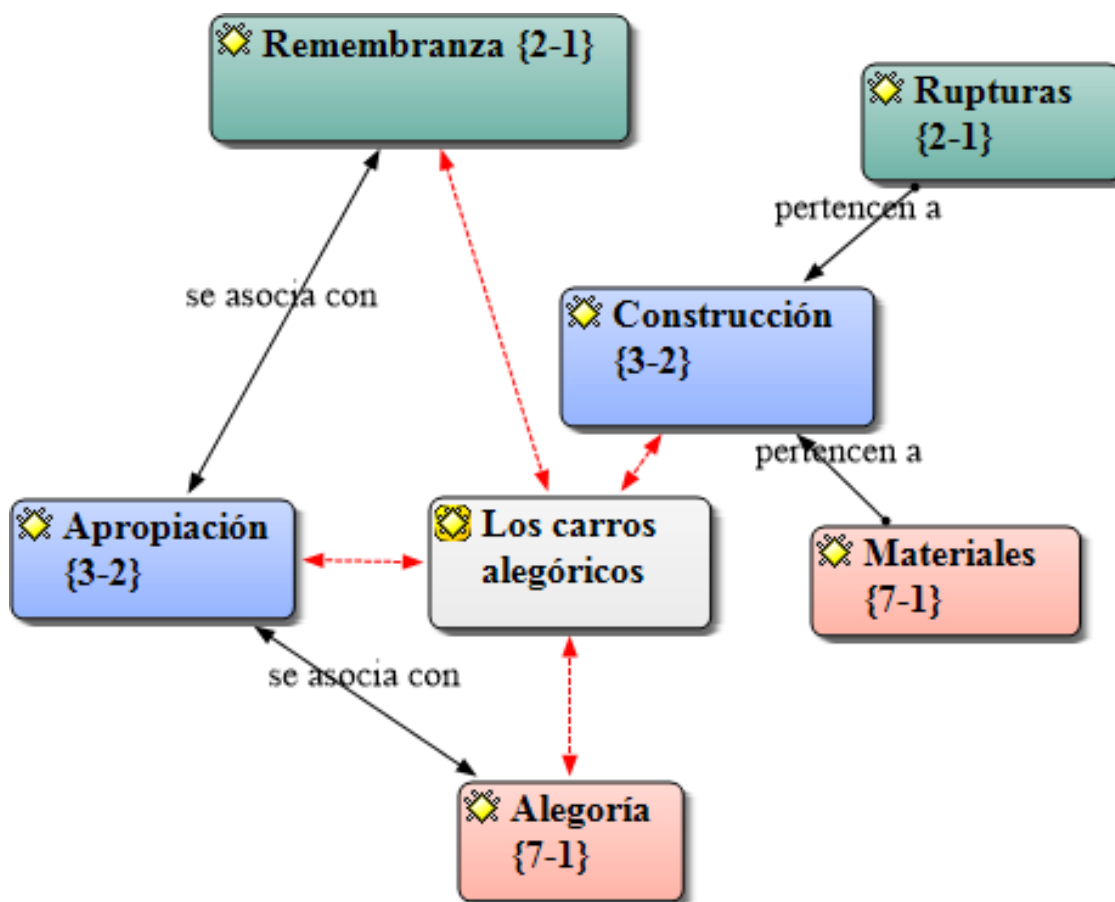 Remembranza {2-1}
Rupturas
{2-1}
pertencen a
se asocia con
Construcción
{3-2}
pertencen a
Apropiación
{3-2}
Los carros
alegóricos
Materiales
{7-1}
se asocia con
Alegoría
{7-1}